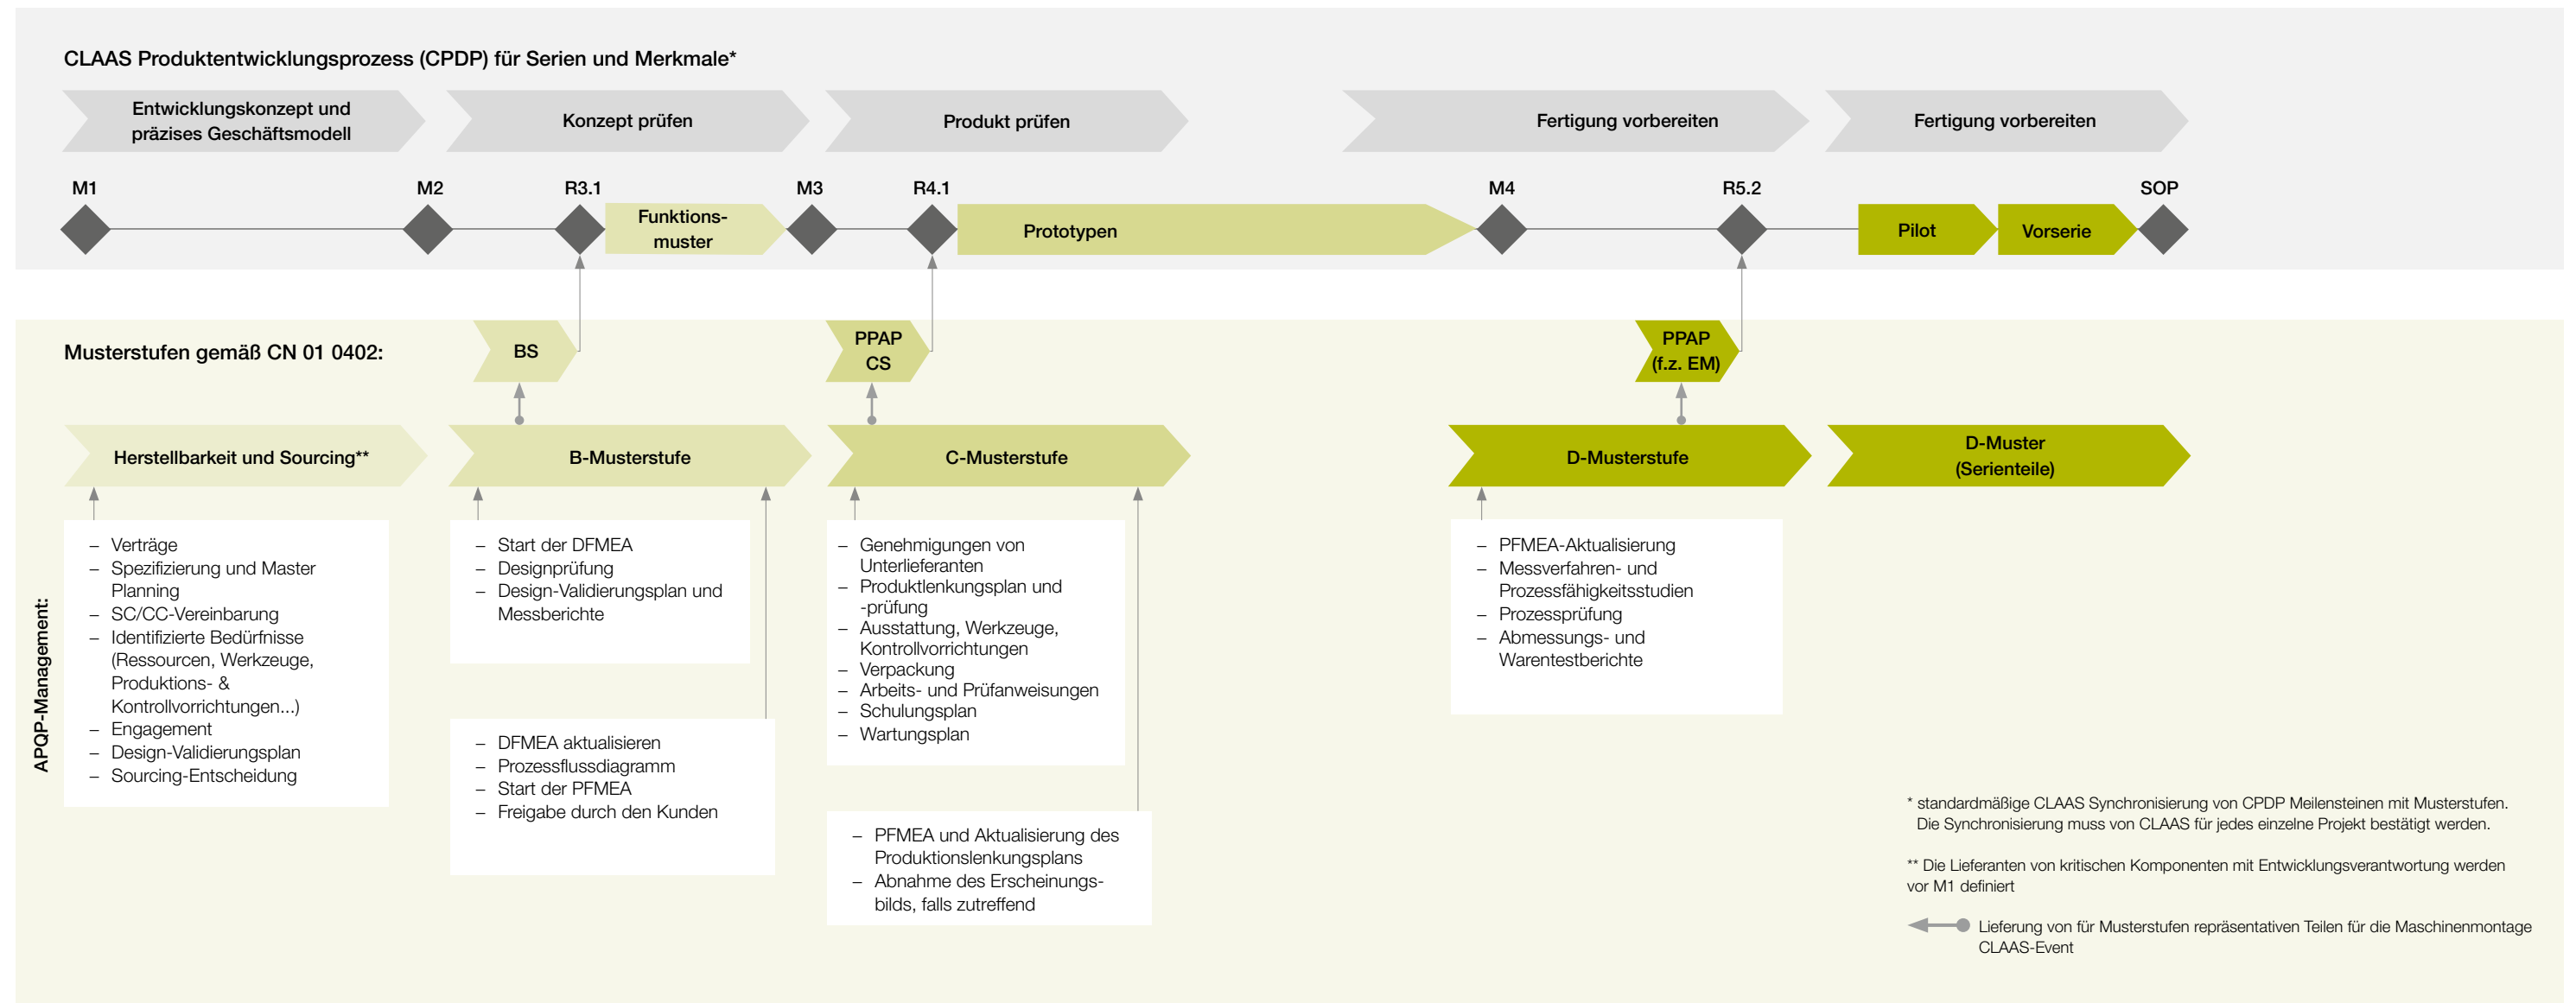 CLAAS Produktentwicklungsprozess (CPDP) für Serien und Merkmale*
Entwicklungskonzept und
präzises Geschäftsmodell
Konzept prüfen
Produkt prüfen
Fertigung vorbereiten
Fertigung vorbereiten
M1
M2
R3.1
M3
R4.1
M4
R5.2
SOP
Funktions-
muster
Prototypen
Pilot
Vorserie
Musterstufen gemäß CN 01 0402:
BS
PPAP
CS
PPAP
(f.z. EM)
Herstellbarkeit und Sourcing**
B-Musterstufe
C-Musterstufe
D-Musterstufe
D-Muster
(Serienteile)
APQP-Management:
– Verträge
– Spezifizierung und Master
Planning
– SC/CC-Vereinbarung
– Identifizierte Bedürfnisse
(Ressourcen, Werkzeuge,
Produktions- &
Kontrollvorrichtungen...)
– Engagement
– Design-Validierungsplan
– Sourcing-Entscheidung
– Start der DFMEA
– Designprüfung
– Design-Validierungsplan und
Messberichte
– DFMEA aktualisieren
– Prozessflussdiagramm
– Start der PFMEA
– Freigabe durch den Kunden
– Genehmigungen von
Unterlieferanten
– Produktlenkungsplan und
-prüfung
– Ausstattung, Werkzeuge,
Kontrollvorrichtungen
– Verpackung
– Arbeits- und Prüfanweisungen
– Schulungsplan
– Wartungsplan
– PFMEA und Aktualisierung des
Produktionslenkungsplans
– Abnahme des Erscheinungs-
bilds, falls zutreffend
– PFMEA-Aktualisierung
– Messverfahren- und
Prozessfähigkeitsstudien
– Prozessprüfung
– Abmessungs- und
Warentestberichte
* standardmäßige CLAAS Synchronisierung von CPDP Meilensteinen mit Musterstufen.
Die Synchronisierung muss von CLAAS für jedes einzelne Projekt bestätigt werden.
** Die Lieferanten von kritischen Komponenten mit Entwicklungsverantwortung werden
vor M1 definiert
Lieferung von für Musterstufen repräsentativen Teilen für die Maschinenmontage
CLAAS-Event